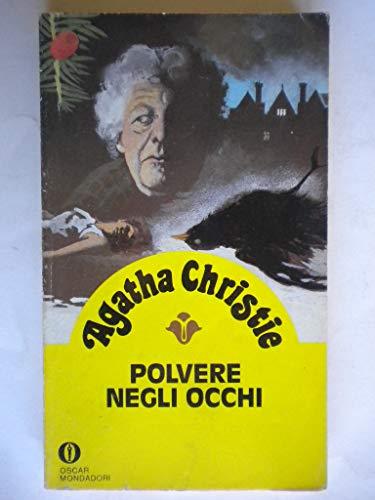 Agatha Christie
POLVERE
NEGLI OCCHI
OSCAR
MONDADORI